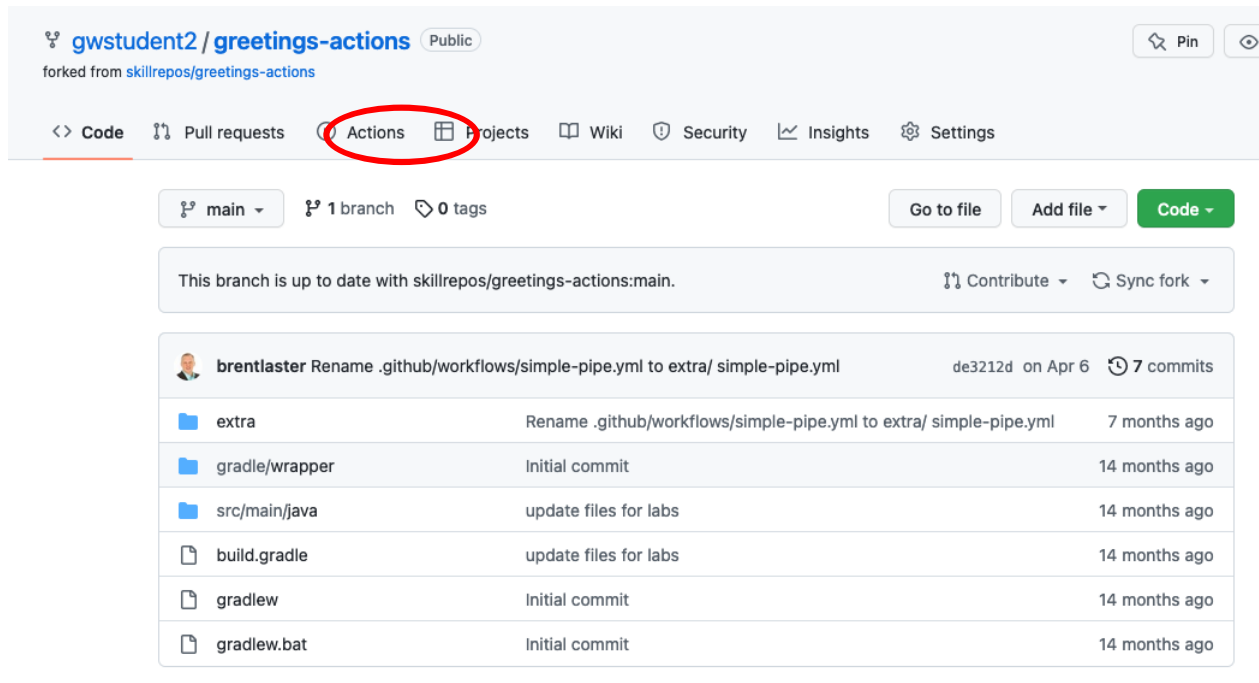 gwstudent2 / greetings-actions Public Pin
forked from skillrepos/greetings-actions
Code Pull requests Actions Projects Wiki Security Insights Settings
main 1 branch 0 tags Go to file Add file Code
This branch is up to date with skillrepos/greetings-actions:main. Contribute Sync fork
brentlaster Rename .github/workflows/simple-pipe.yml to extra/ simple-pipe.yml de3212d on Apr 6 7 commits
extra Rename .github/workflows/simple-pipe.yml to extra/ simple-pipe.yml 7 months ago
gradle/wrapper Initial commit 14 months ago
src/main/java update files for labs 14 months ago
build.gradle update files for labs 14 months ago
gradlew Initial commit 14 months ago
gradlew.bat Initial commit 14 months ago